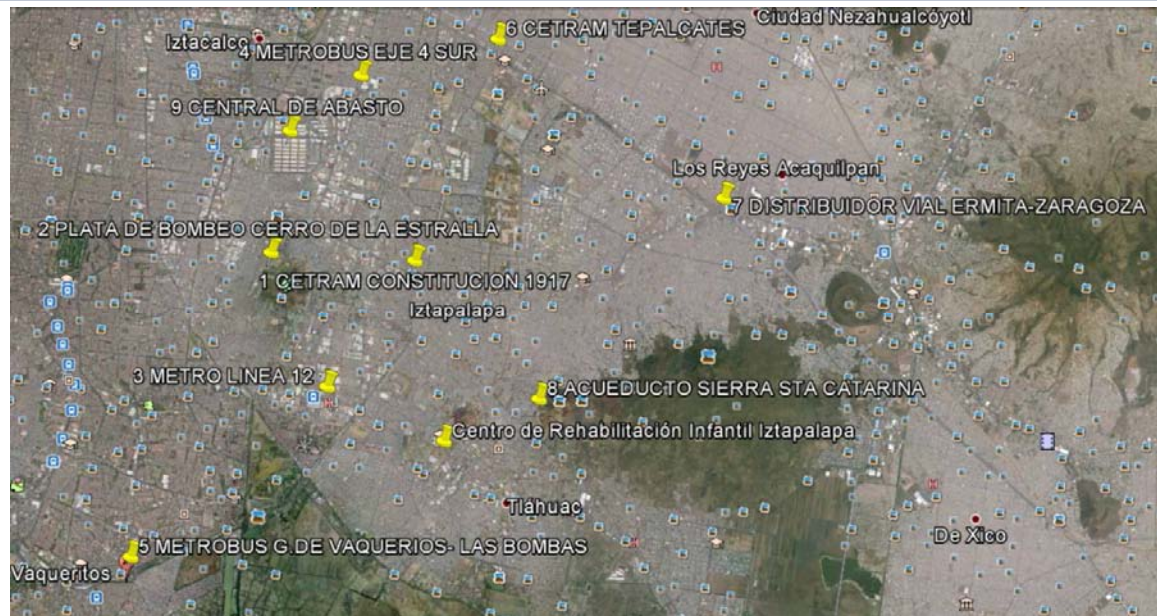 6 CETRAM TEPALCATES
Ciudad Nezahualcóyotl
Iztacalco
4 METROBUS EJE 4 SUR
9 CENTRAL DE ABASTO
Los Reyes Acaquilpan
7 DISTRIBUIDOR VIAL ERMITA-ZARAGOZA
2 PLATA DE BOMBEO CERRO DE LA ESTRALLA
1 CETRAM CONSTITUCION 1917
Iztapalapa
3 METRO LINEA 12
8 ACUEDUCTO SIERRA STA CATARINA
Centro de Rehabilitación Infantil Iztapalapa
Tláhuac
De Xico
5 METROBUS G.DE VAQUERIOS- LAS BOMBAS
Vaqueritos